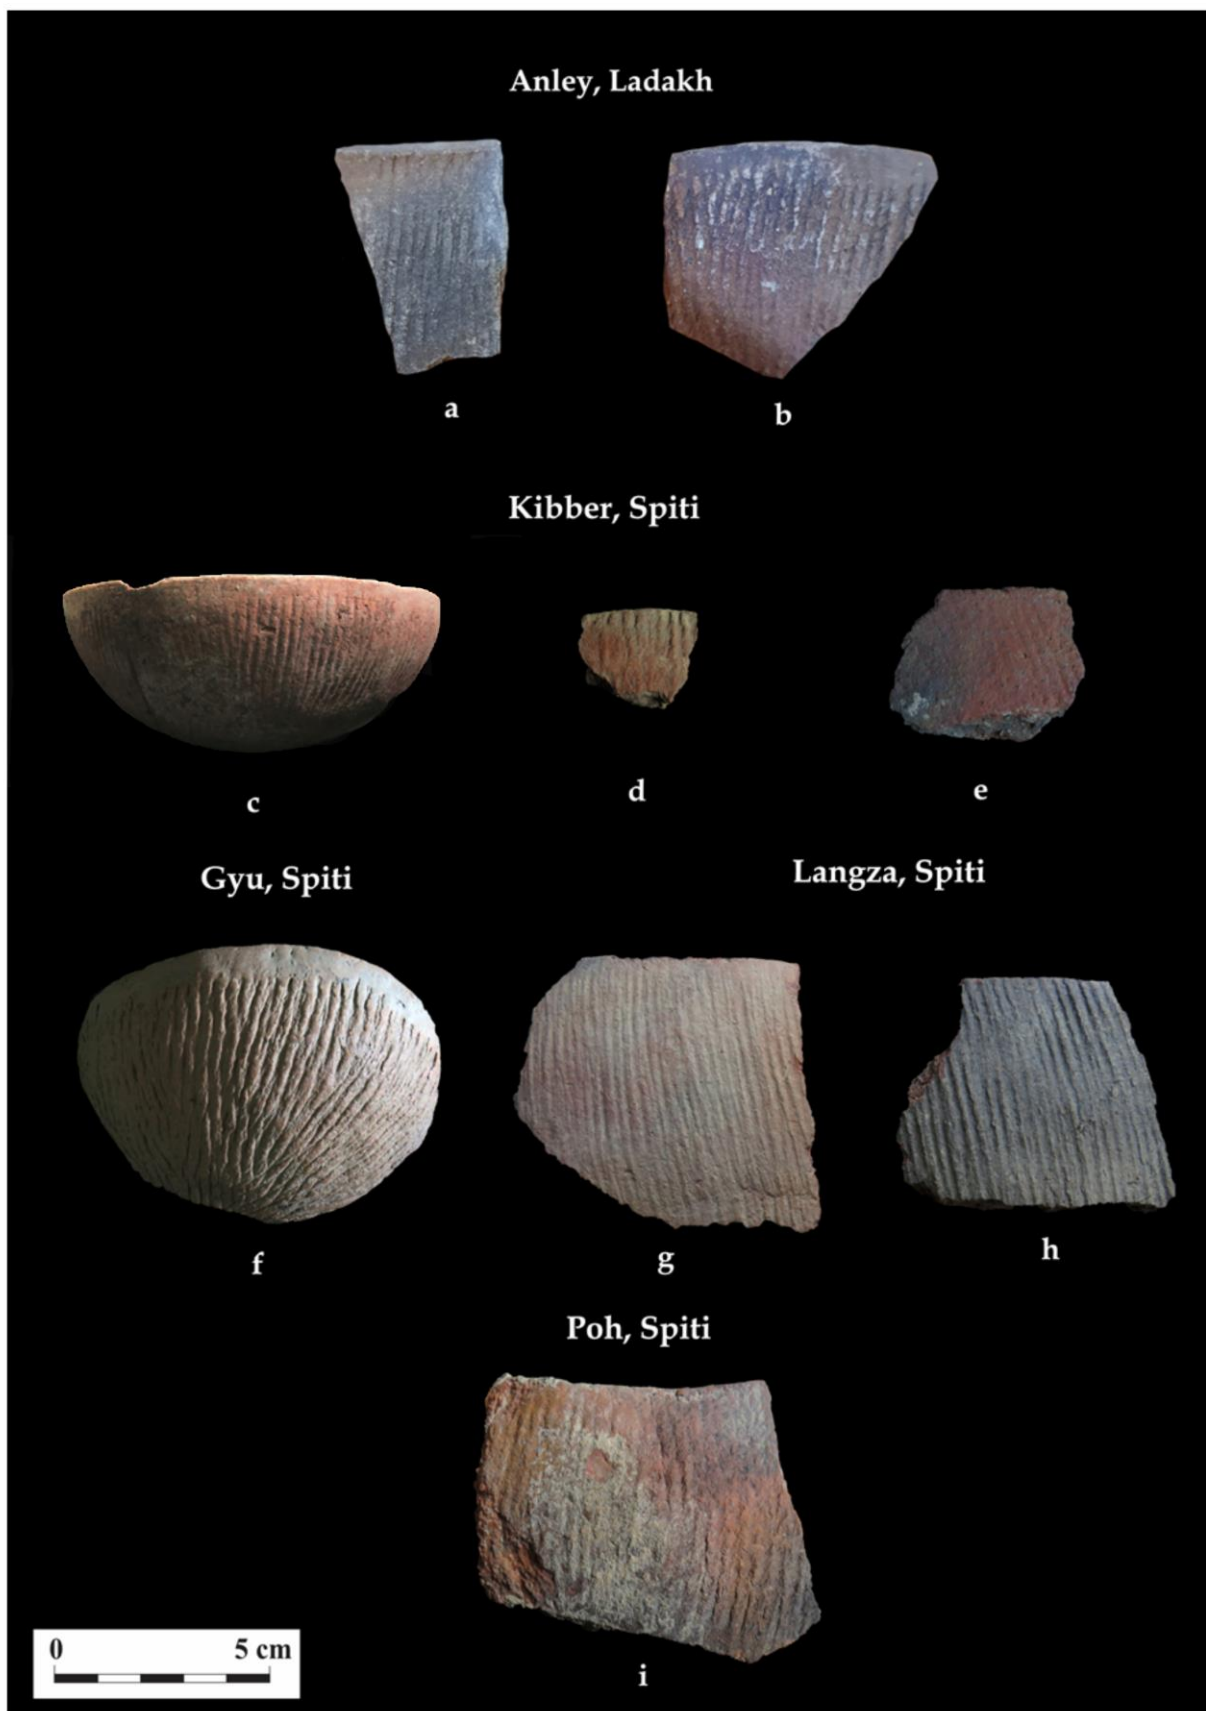 Anley, Ladakh
a
b
Kibber, Spiti
c
d
e
Gyu, Spiti
Langza, Spiti
f
g
h
Poh, Spiti
i
0 5 cm